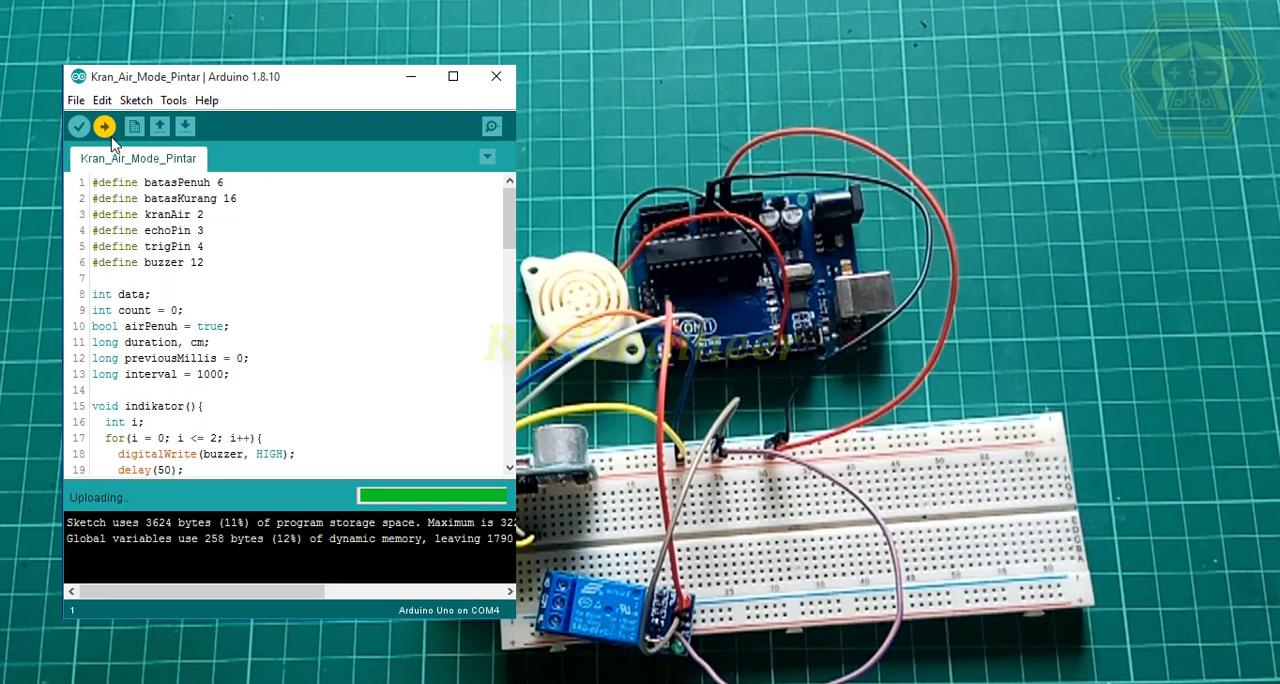 Kran_Air_Mode_Pintar | Arduino 1.8.10
File Edit Sketch Tools Help
Kran_Air_Mode_Pintar
1 #define batasPenuh 6
2 #define batasKurang 16
3 #define kranAir 2
4 #define echoPin 3
5 #define trigPin 4
6 #define buzzer 12
7
8 int data;
9 int count = 0;
10 bool airPenuh = true;
11 long duration, cm;
12 long previousMillis = 0;
13 long interval = 1000;
14
15 void indikator(){
16 int i;
17 for(i = 0; i <= 2; i++){
18 digitalWrite(buzzer, HIGH);
19 delay(50);
Uploading...
Sketch uses 3624 bytes (11%) of program storage space. Maximum is 322
Global variables use 258 bytes (12%) of dynamic memory, leaving 1790
1 Arduino Uno on COM4